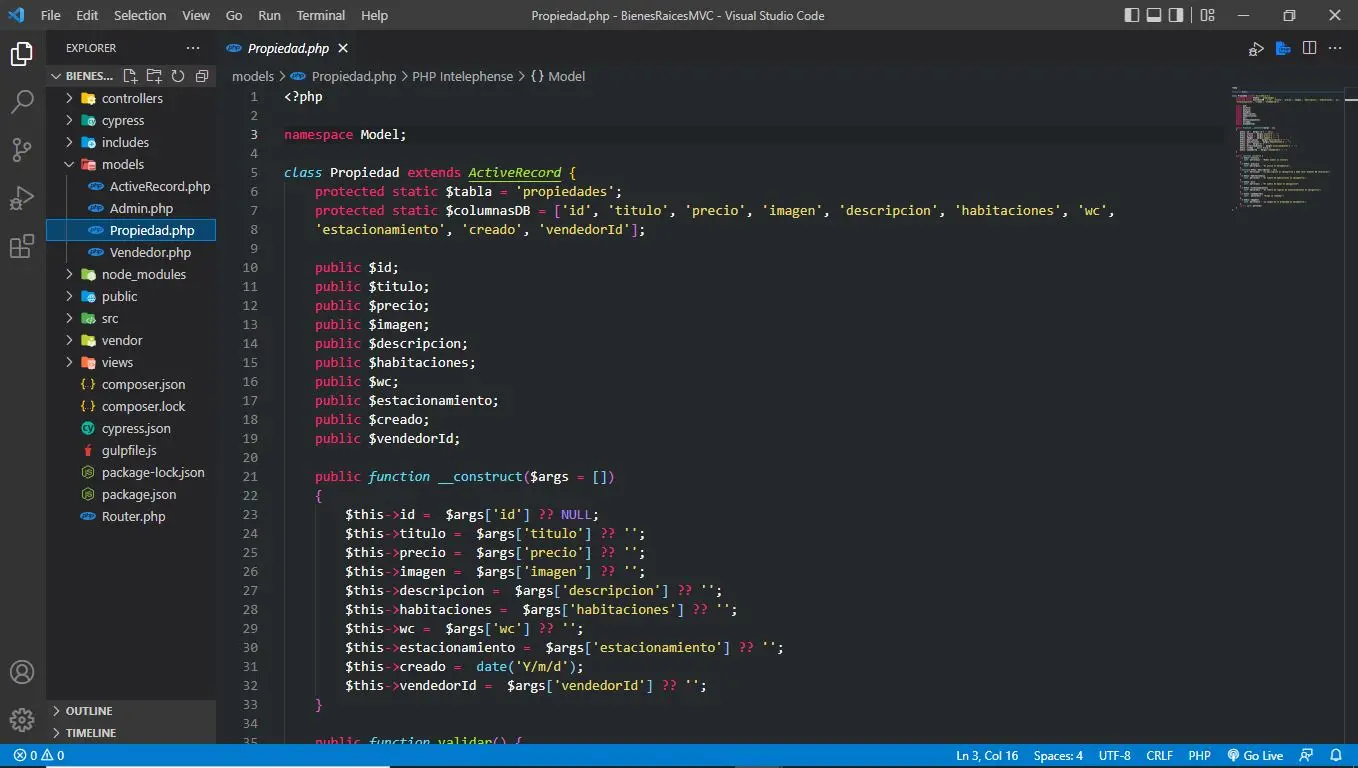 File Edit Selection View Go Run Terminal Help
Propiedad.php - BienesRaicesMVC - Visual Studio Code
EXPLORER
BIENES...
controllers
cypress
includes
models
ActiveRecord.php
Admin.php
Propiedad.php
Vendedor.php
node_modules
public
src
vendor
views
composer.json
composer.lock
cypress.json
gulpfile.js
package-lock.json
package.json
Router.php
OUTLINE
TIMELINE
Propiedad.php
models > Propiedad.php > PHP Intelephense > {} Model
1 <?php
2
3 namespace Model;
4
5 class Propiedad extends ActiveRecord {
6 protected static $tabla = 'propiedades';
7 protected static $columnasDB = ['id', 'titulo', 'precio', 'imagen', 'descripcion', 'habitaciones', 'wc',
8 'estacionamiento', 'creado', 'vendedorId'];
9
10 public $id;
11 public $titulo;
12 public $precio;
13 public $imagen;
14 public $descripcion;
15 public $habitaciones;
16 public $wc;
17 public $estacionamiento;
18 public $creado;
19 public $vendedorId;
20
21 public function __construct($args = [])
22 {
23 $this->id = $args['id'] ?? NULL;
24 $this->titulo = $args['titulo'] ?? '';
25 $this->precio = $args['precio'] ?? '';
26 $this->imagen = $args['imagen'] ?? '';
27 $this->descripcion = $args['descripcion'] ?? '';
28 $this->habitaciones = $args['habitaciones'] ?? '';
29 $this->wc = $args['wc'] ?? '';
30 $this->estacionamiento = $args['estacionamiento'] ?? '';
31 $this->creado = date('Y/m/d');
32 $this->vendedorId = $args['vendedorId'] ?? '';
33 }
34
35 public function validar() {
0 0 Ln 3, Col 16 Spaces: 4 UTF-8 CRLF PHP Go Live